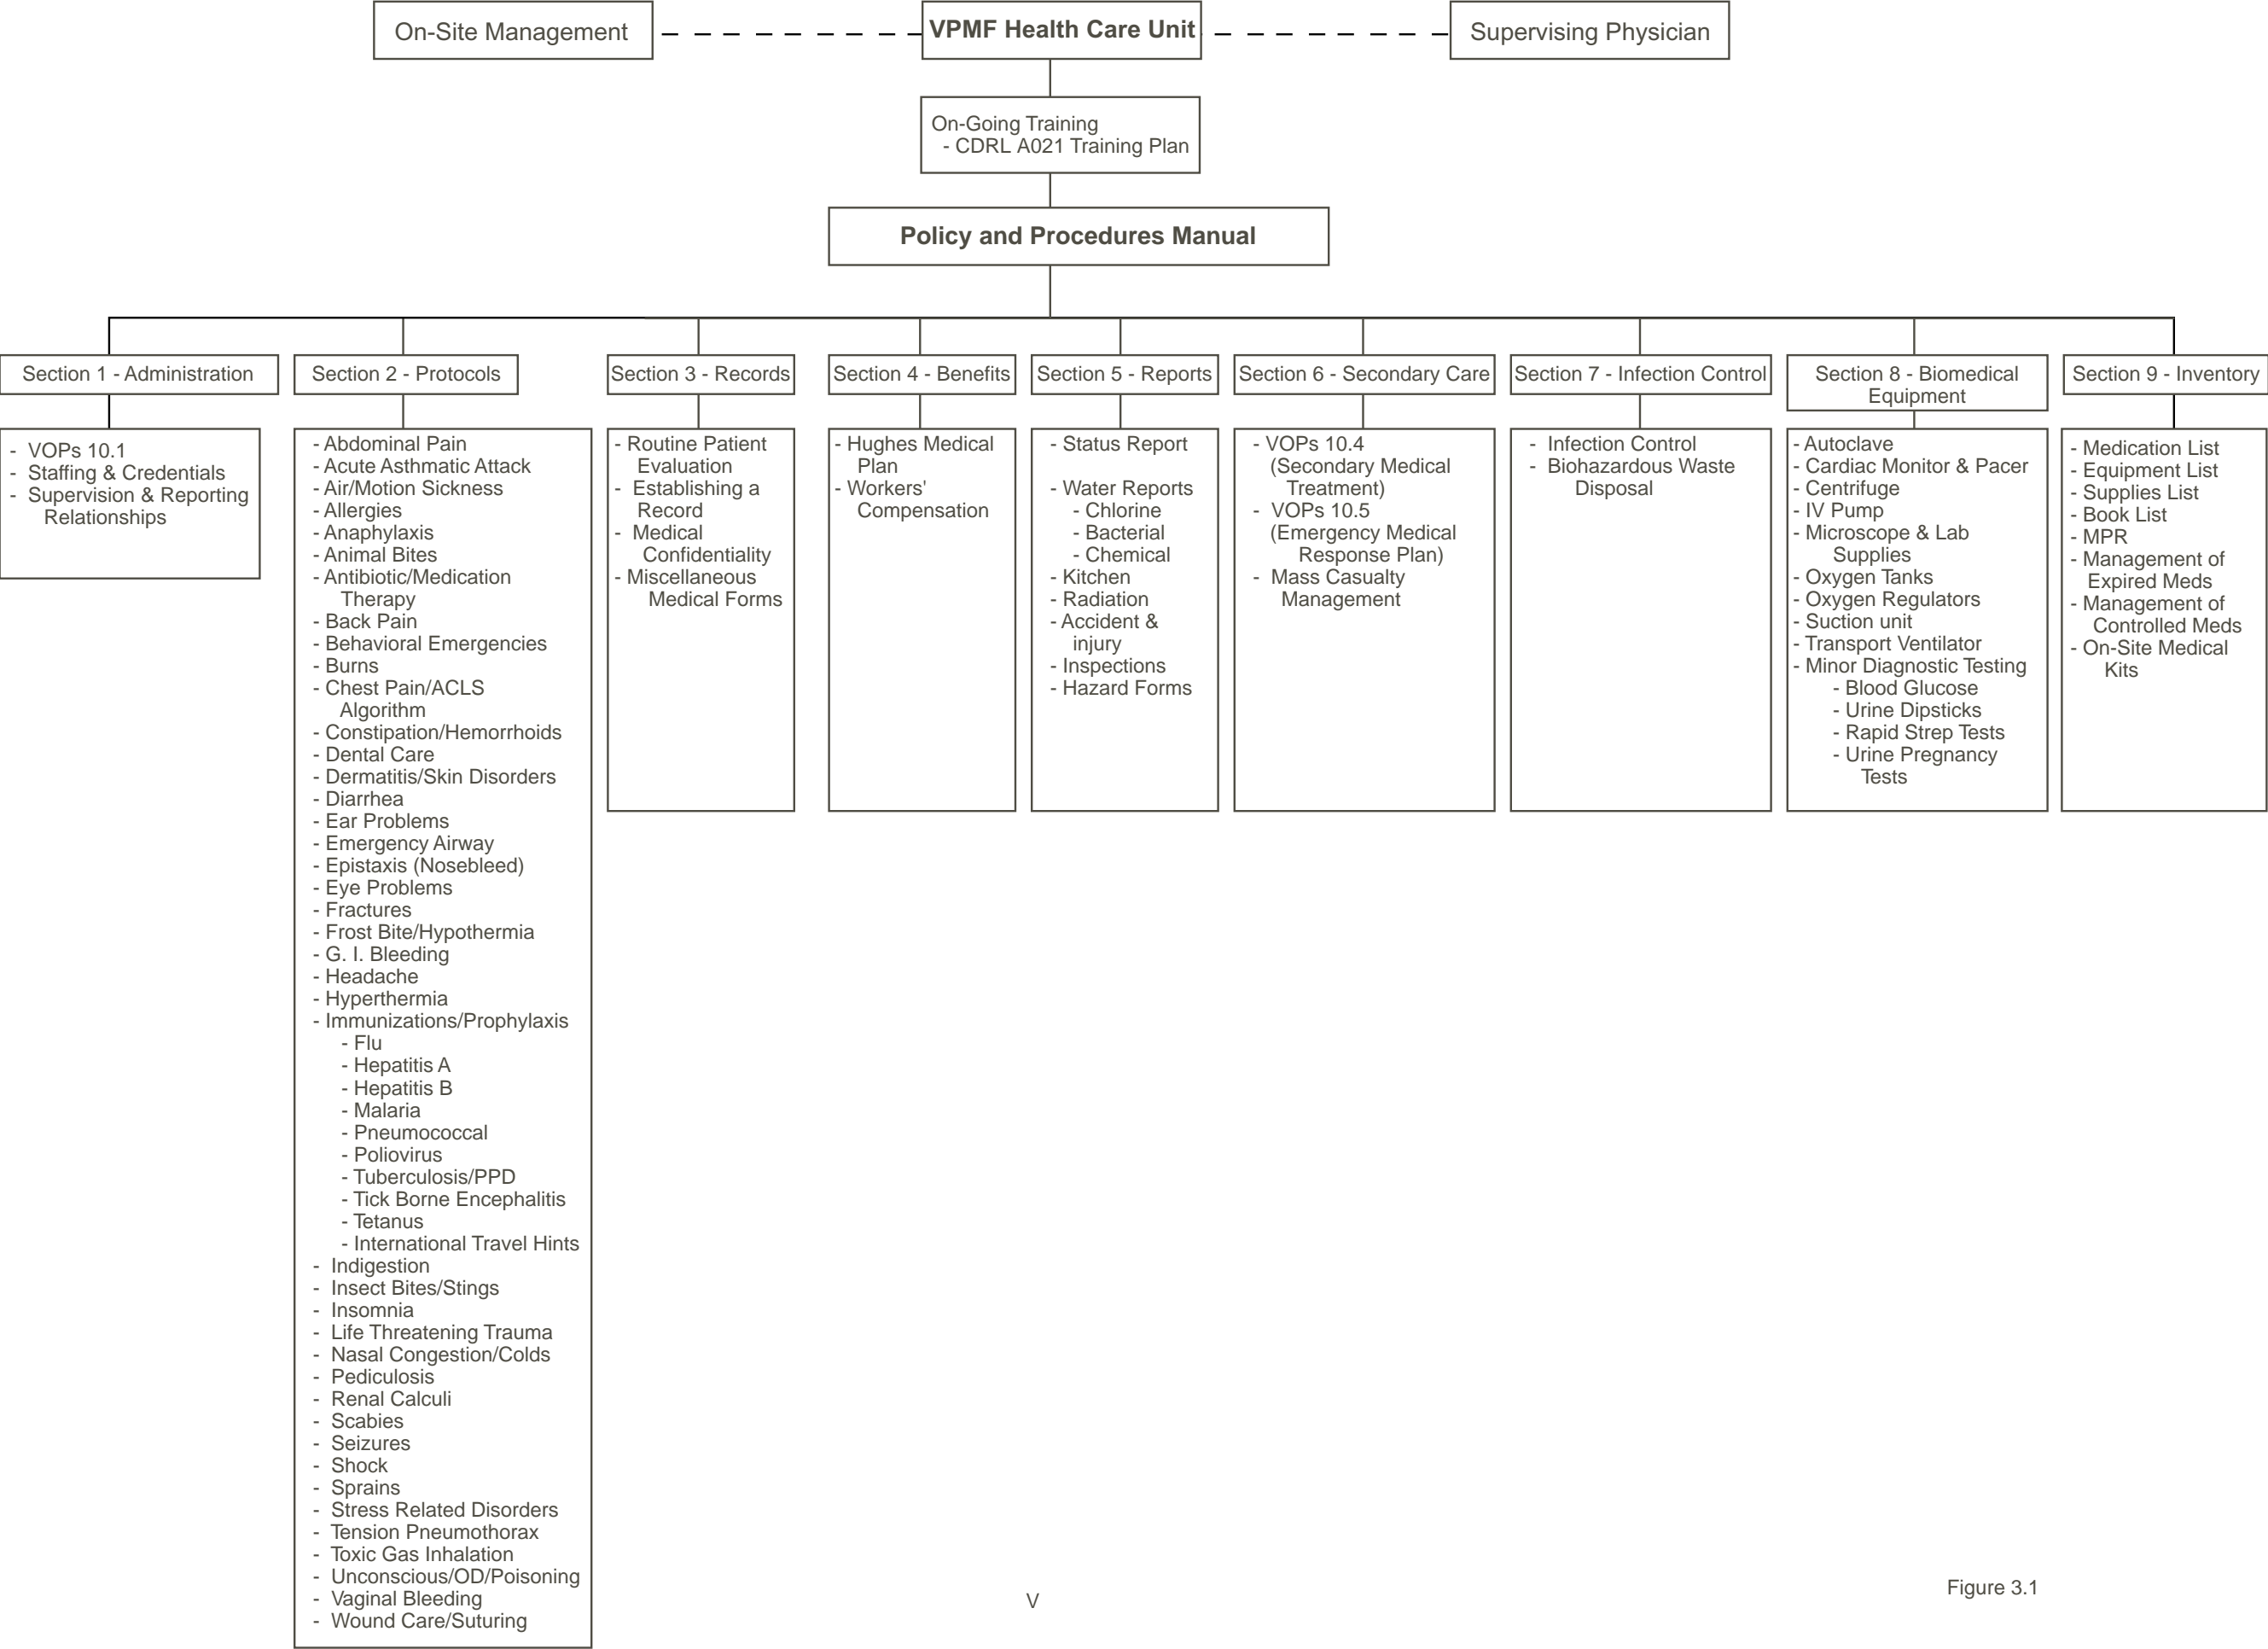 On-Site Management
VPMF Health Care Unit
Supervising Physician
On-Going Training
- CDRL A021 Training Plan
Policy and Procedures Manual
Section 1 - Administration
- VOPs 10.1
- Staffing & Credentials
- Supervision & Reporting
Relationships
Section 2 - Protocols
- Abdominal Pain
- Acute Asthmatic Attack
- Air/Motion Sickness
- Allergies
- Anaphylaxis
- Animal Bites
- Antibiotic/Medication
Therapy
- Back Pain
- Behavioral Emergencies
- Burns
- Chest Pain/ACLS
Algorithm
- Constipation/Hemorrhoids
- Dental Care
- Dermatitis/Skin Disorders
- Diarrhea
- Ear Problems
- Emergency Airway
- Epistaxis (Nosebleed)
- Eye Problems
- Fractures
- Frost Bite/Hypothermia
- G. I. Bleeding
- Headache
- Hyperthermia
- Immunizations/Prophylaxis
- Flu
- Hepatitis A
- Hepatitis B
- Malaria
- Pneumococcal
- Poliovirus
- Tuberculosis/PPD
- Tick Borne Encephalitis
- Tetanus
- International Travel Hints
- Indigestion
- Insect Bites/Stings
- Insomnia
- Life Threatening Trauma
- Nasal Congestion/Colds
- Pediculosis
- Renal Calculi
- Scabies
- Seizures
- Shock
- Sprains
- Stress Related Disorders
- Tension Pneumothorax
- Toxic Gas Inhalation
- Unconscious/OD/Poisoning
- Vaginal Bleeding
- Wound Care/Suturing
Section 3 - Records
- Routine Patient
Evaluation
- Establishing a
Record
- Medical
Confidentiality
- Miscellaneous
Medical Forms
Section 4 - Benefits
- Hughes Medical
Plan
- Workers'
Compensation
Section 5 - Reports
- Status Report
- Water Reports
- Chlorine
- Bacterial
- Chemical
- Kitchen
- Radiation
- Accident &
injury
- Inspections
- Hazard Forms
Section 6 - Secondary Care
- VOPs 10.4
(Secondary Medical
Treatment)
- VOPs 10.5
(Emergency Medical
Response Plan)
- Mass Casualty
Management
Section 7 - Infection Control
- Infection Control
- Biohazardous Waste
Disposal
Section 8 - Biomedical
Equipment
- Autoclave
- Cardiac Monitor & Pacer
- Centrifuge
- IV Pump
- Microscope & Lab
Supplies
- Oxygen Tanks
- Oxygen Regulators
- Suction unit
- Transport Ventilator
- Minor Diagnostic Testing
- Blood Glucose
- Urine Dipsticks
- Rapid Strep Tests
- Urine Pregnancy
Tests
Section 9 - Inventory
- Medication List
- Equipment List
- Supplies List
- Book List
- MPR
- Management of
Expired Meds
- Management of
Controlled Meds
- On-Site Medical
Kits
V
Figure 3.1